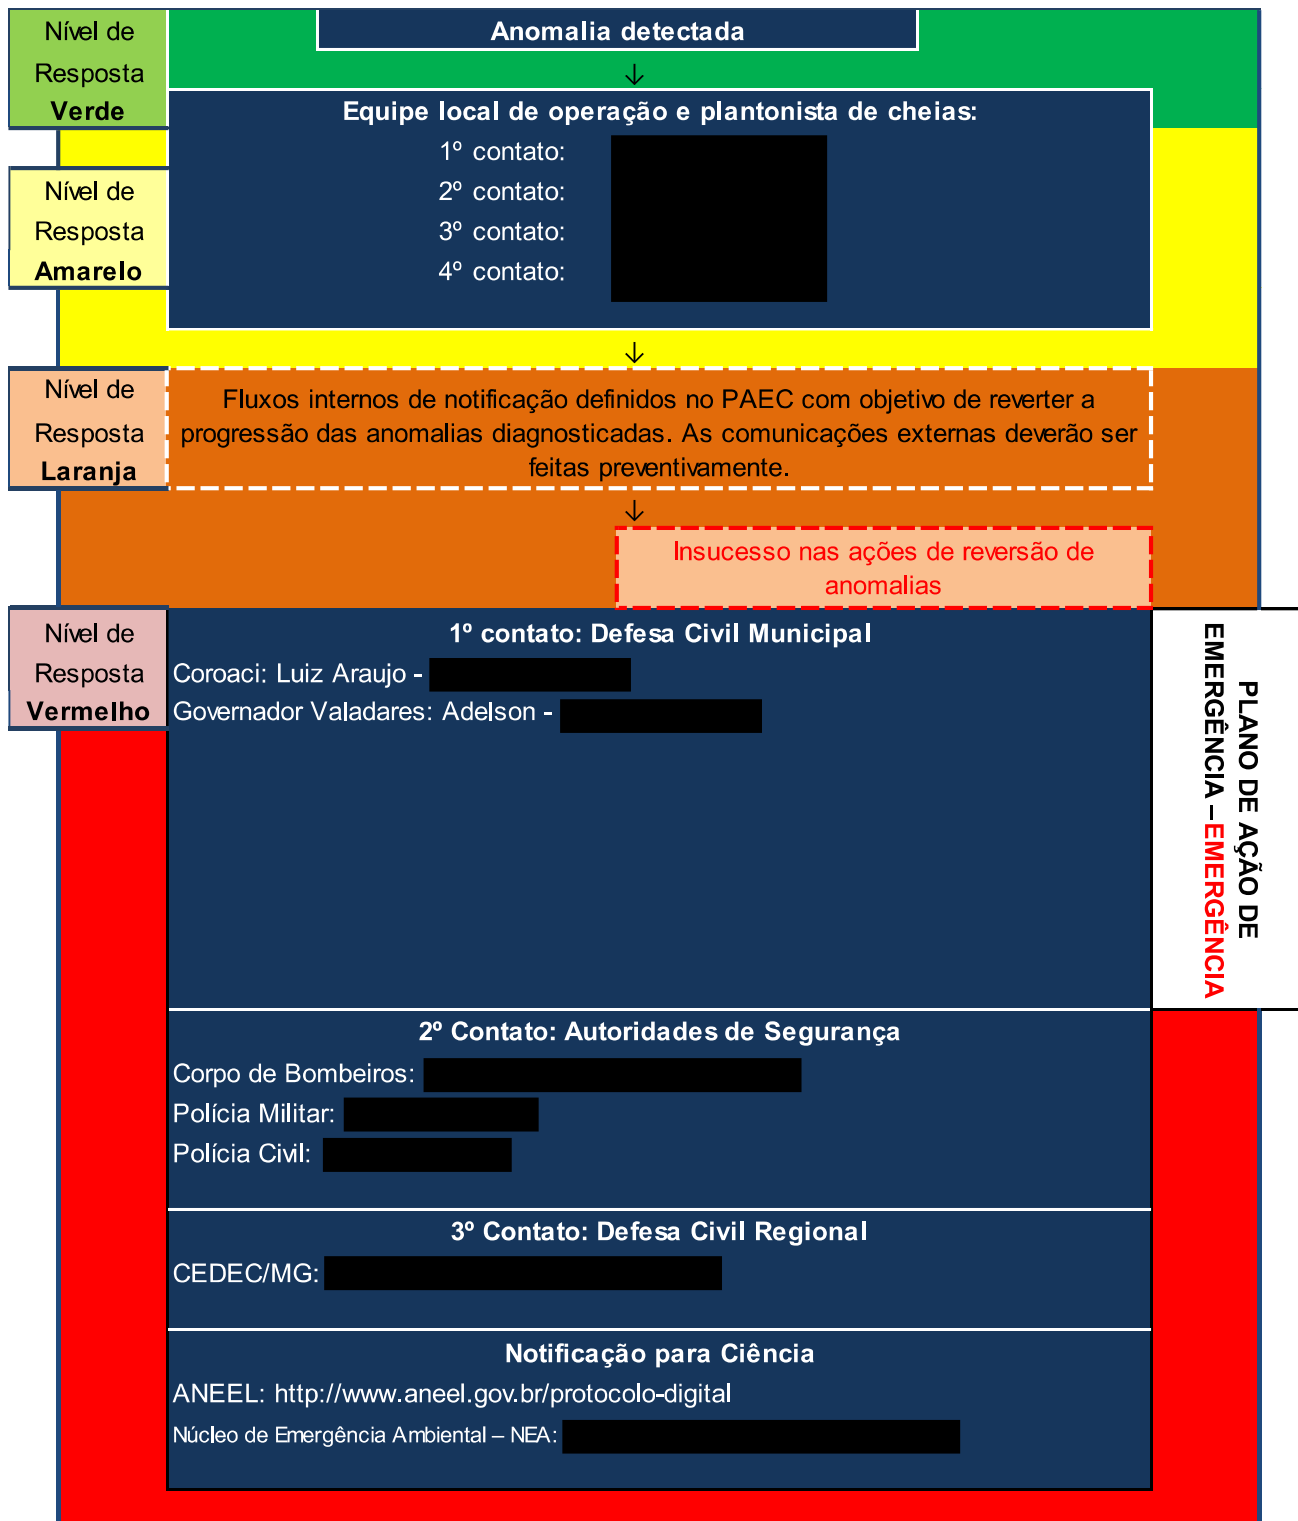 Nível de
Resposta
Verde
Anomalia detectada
↓
Equipe local de operação e plantonista de cheias:
1º contato:
2º contato:
3º contato:
4º contato:
Nível de
Resposta
Amarelo
↓
Nível de
Resposta
Laranja
Fluxos internos de notificação definidos no PAEC com objetivo de reverter a
progressão das anomalias diagnosticadas. As comunicações externas deverão ser
feitas preventivamente.
↓
Insucesso nas ações de reversão de
anomalias
Nível de
Resposta
Vermelho
1º contato: Defesa Civil Municipal
Coroaci: Luiz Araujo -
Governador Valadares: Adelson -
PLANO DE AÇÃO DE
EMERGÊNCIA – EMERGÊNCIA
2º Contato: Autoridades de Segurança
Corpo de Bombeiros:
Polícia Militar:
Polícia Civil:
3º Contato: Defesa Civil Regional
CEDEC/MG:
Notificação para Ciência
ANEEL: http://www.aneel.gov.br/protocolo-digital
Núcleo de Emergência Ambiental – NEA: